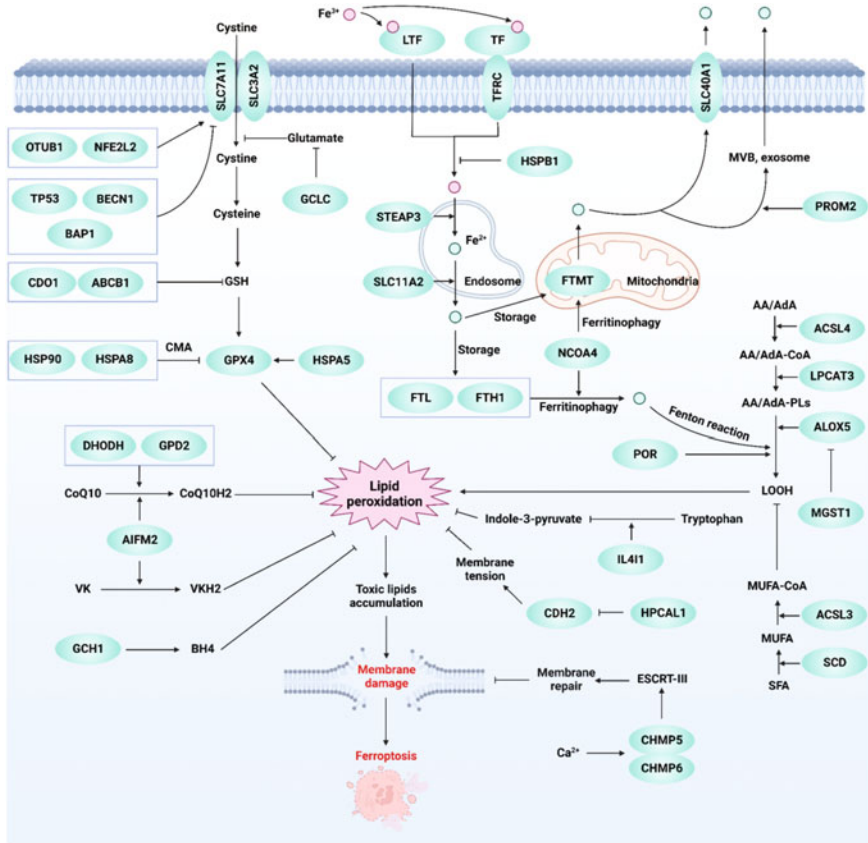 Cystine
Fe³⁺
LTF
TF
SLC7A11
SLC3A2
TFRC
SLC40A1
OTUB1
NFE2L2
Glutamate
Cystine
HSPB1
MVB, exosome
TP53
BECN1
GCLC
BAP1
Cysteine
STEAP3
PROM2
Fe²⁺
CDO1
ABCB1
GSH
SLC11A2
Endosome
FTMT
Mitochondria
AA/AdA
Storage
Ferritinophagy
ACSL4
HSP90
HSPA8
CMA
GPX4
HSPA5
Storage
NCOA4
AA/AdA-CoA
LPCAT3
FTL
FTH1
Ferritinophagy
AA/AdA-PLs
Fenton reaction
ALOX5
DHODH
GPD2
POR
CoQ10
CoQ10H2
Lipid
peroxidation
LOOH
MGST1
Indole-3-pyruvate
Tryptophan
AIFM2
IL4I1
Membrane
tension
VK
VKH2
Toxic lipids
accumulation
MUFA-CoA
CDH2
HPCAL1
ACSL3
GCH1
BH4
MUFA
SCD
Membrane
damage
Membrane
repair
ESCRT-III
SFA
CHMP5
Ca²⁺
CHMP6
Ferroptosis